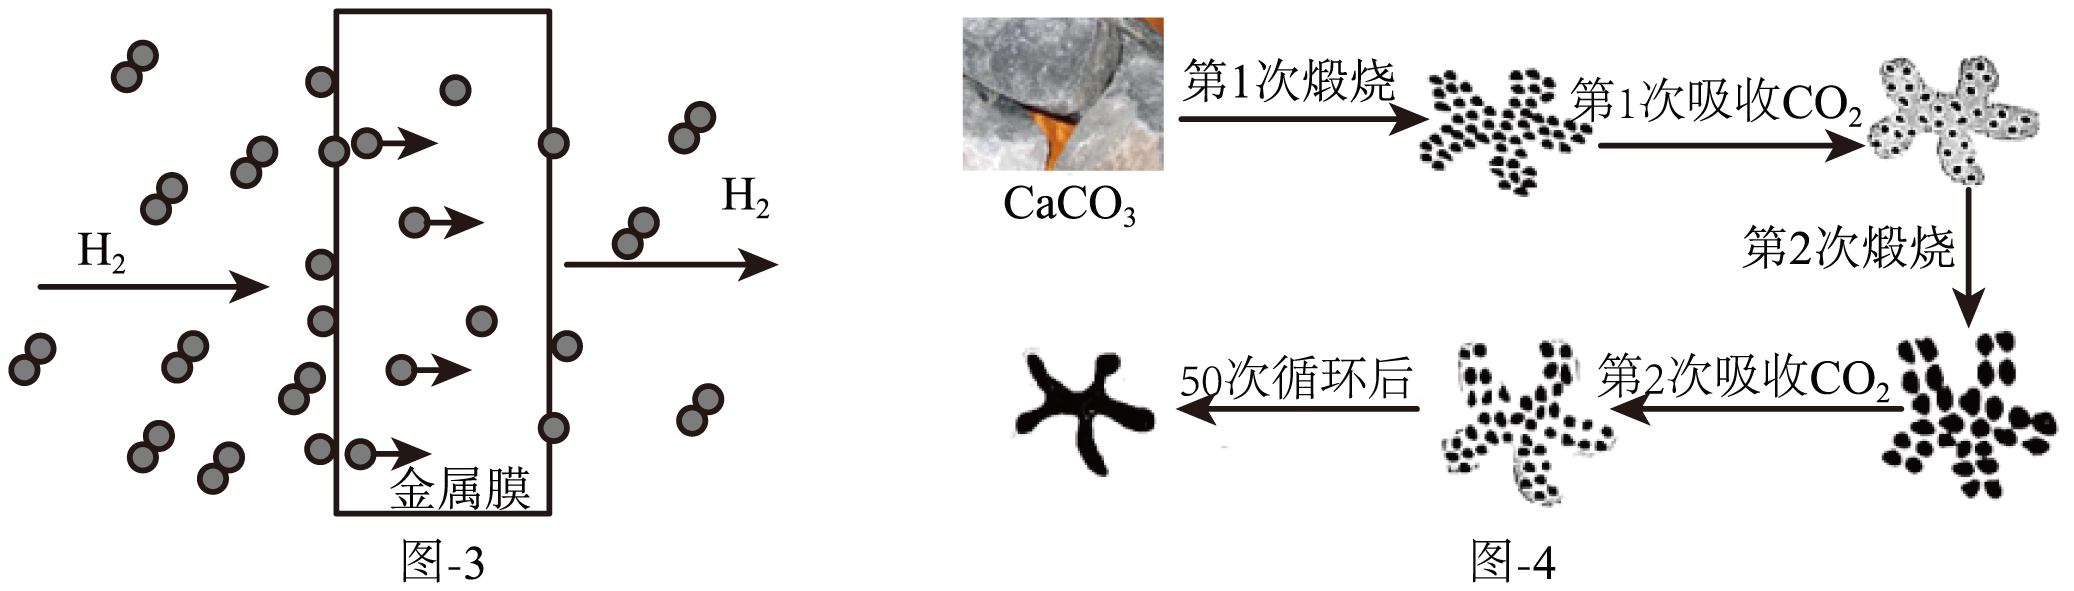 H₂
H₂
金属膜
图-3
CaCO₃
第1次煅烧
第1次吸收CO₂
第2次煅烧
第2次吸收CO₂
50次循环后
图-4